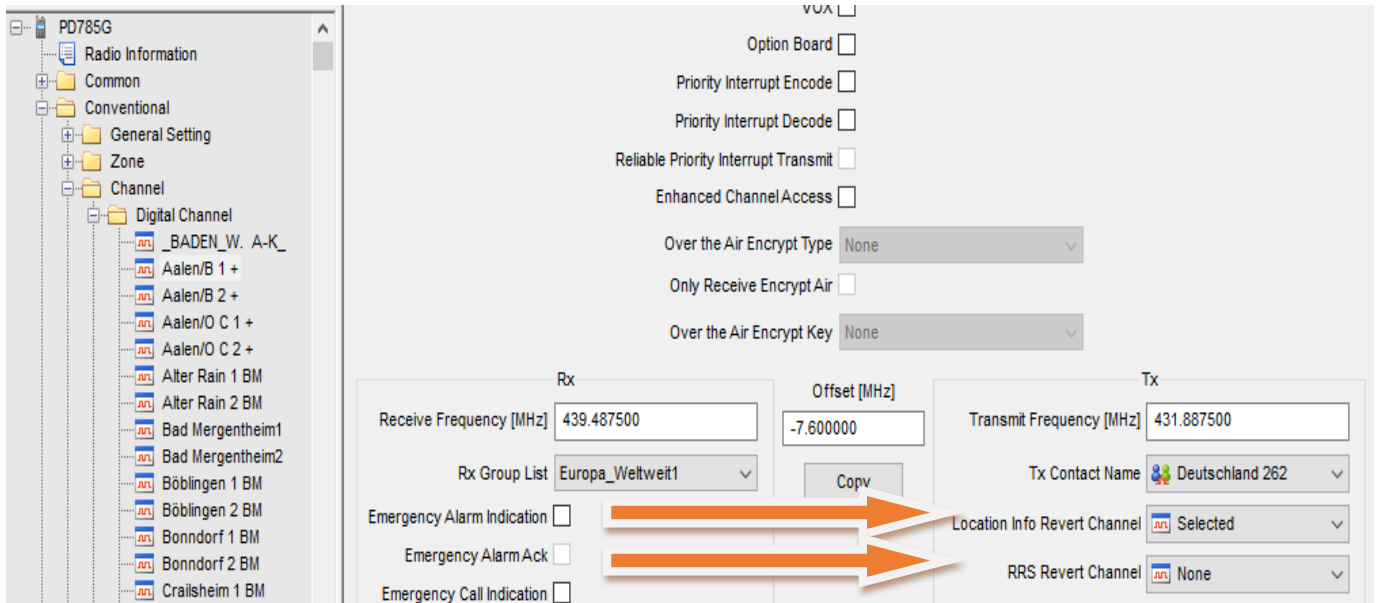 PD785G
Radio Information
Common
Conventional
General Setting
Zone
Channel
Digital Channel
_BADEN_W. A-K_
Aalen/B 1 +
Aalen/B 2 +
Aalen/O C 1 +
Aalen/O C 2 +
Alter Rain 1 BM
Alter Rain 2 BM
Bad Mergentheim1
Bad Mergentheim2
Böblingen 1 BM
Böblingen 2 BM
Bonndorf 1 BM
Bonndorf 2 BM
Crailsheim 1 BM
VOX
Option Board
Priority Interrupt Encode
Priority Interrupt Decode
Reliable Priority Interrupt Transmit
Enhanced Channel Access
Over the Air Encrypt Type None
Only Receive Encrypt Air
Over the Air Encrypt Key None
Rx
Receive Frequency [MHz] 439.487500
Rx Group List Europa_Weltweit1
Emergency Alarm Indication
Emergency Alarm Ack
Emergency Call Indication
Offset [MHz]
-7.600000
Copy
Tx
Transmit Frequency [MHz] 431.887500
Tx Contact Name Deutschland 262
Location Info Revert Channel Selected
RRS Revert Channel None